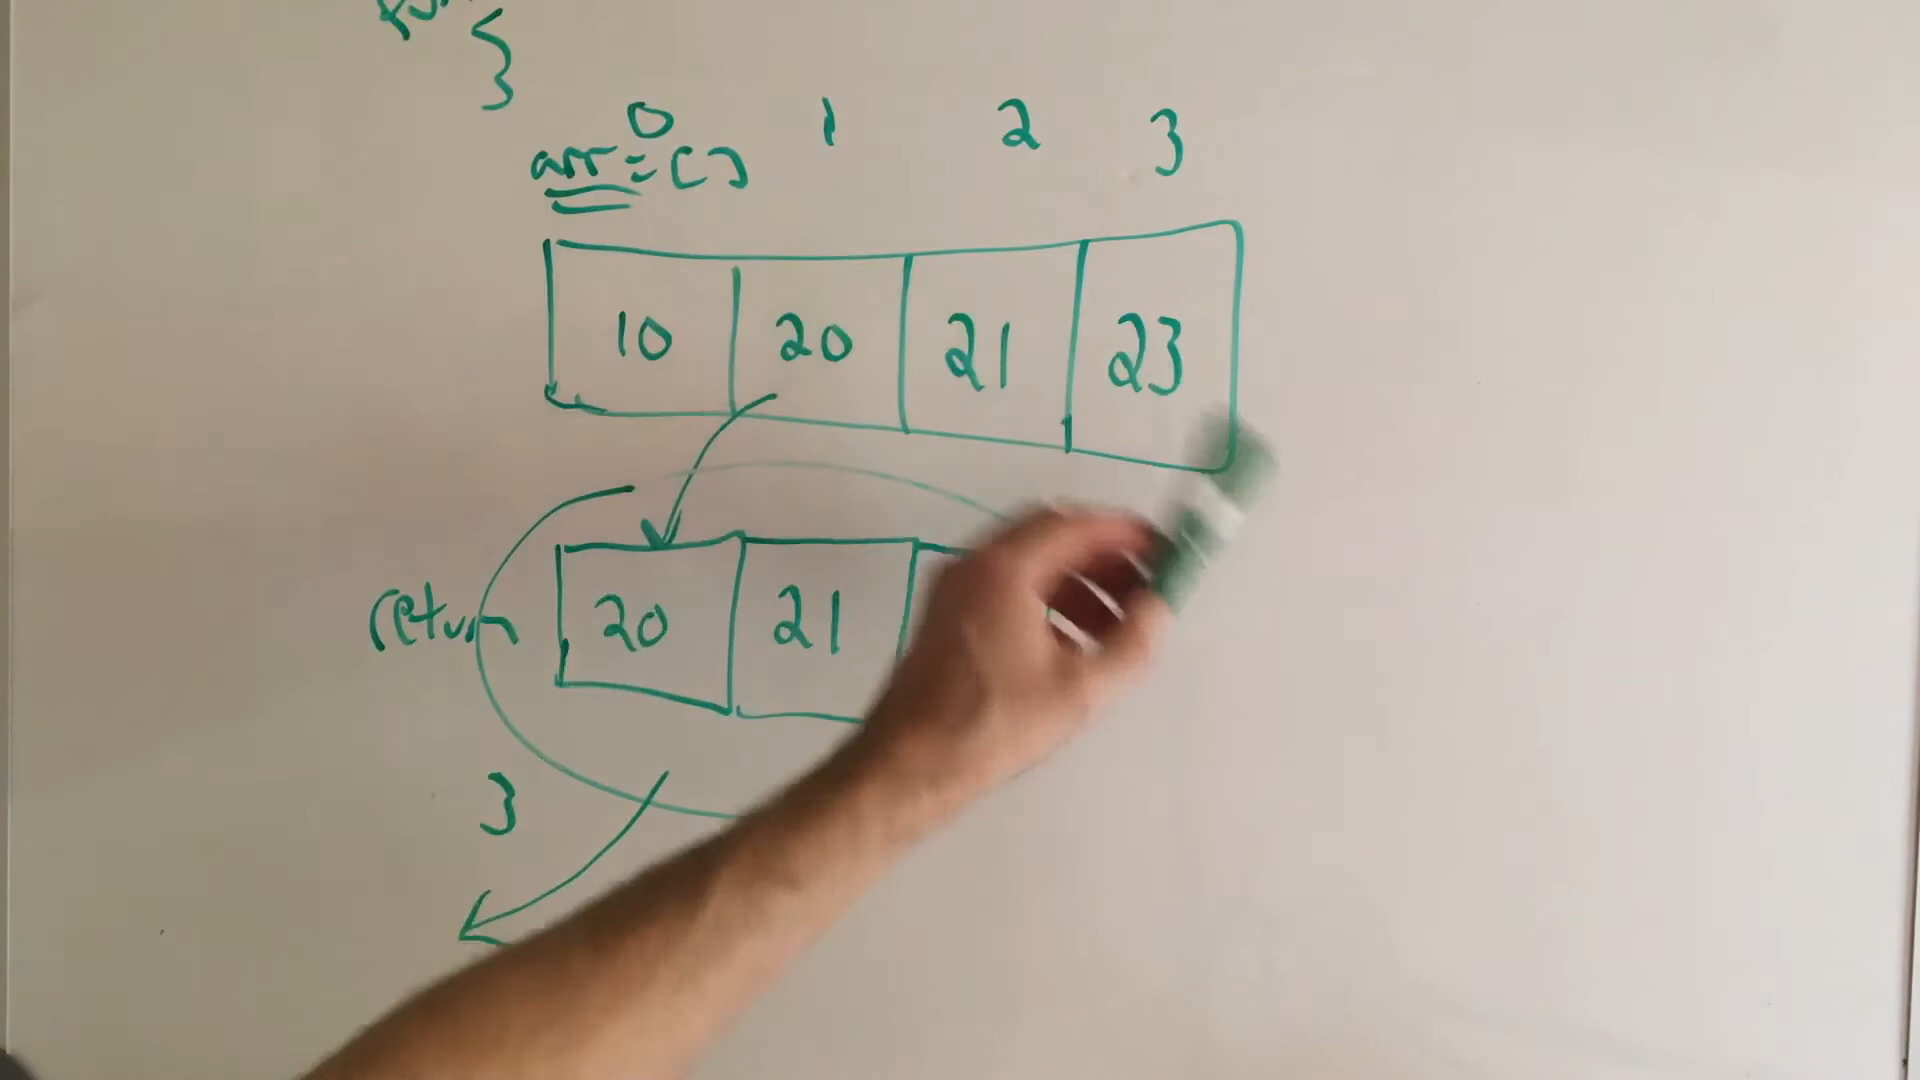 {
0 1 2 3
arr = []
10 20 21 23
return 20 21
3